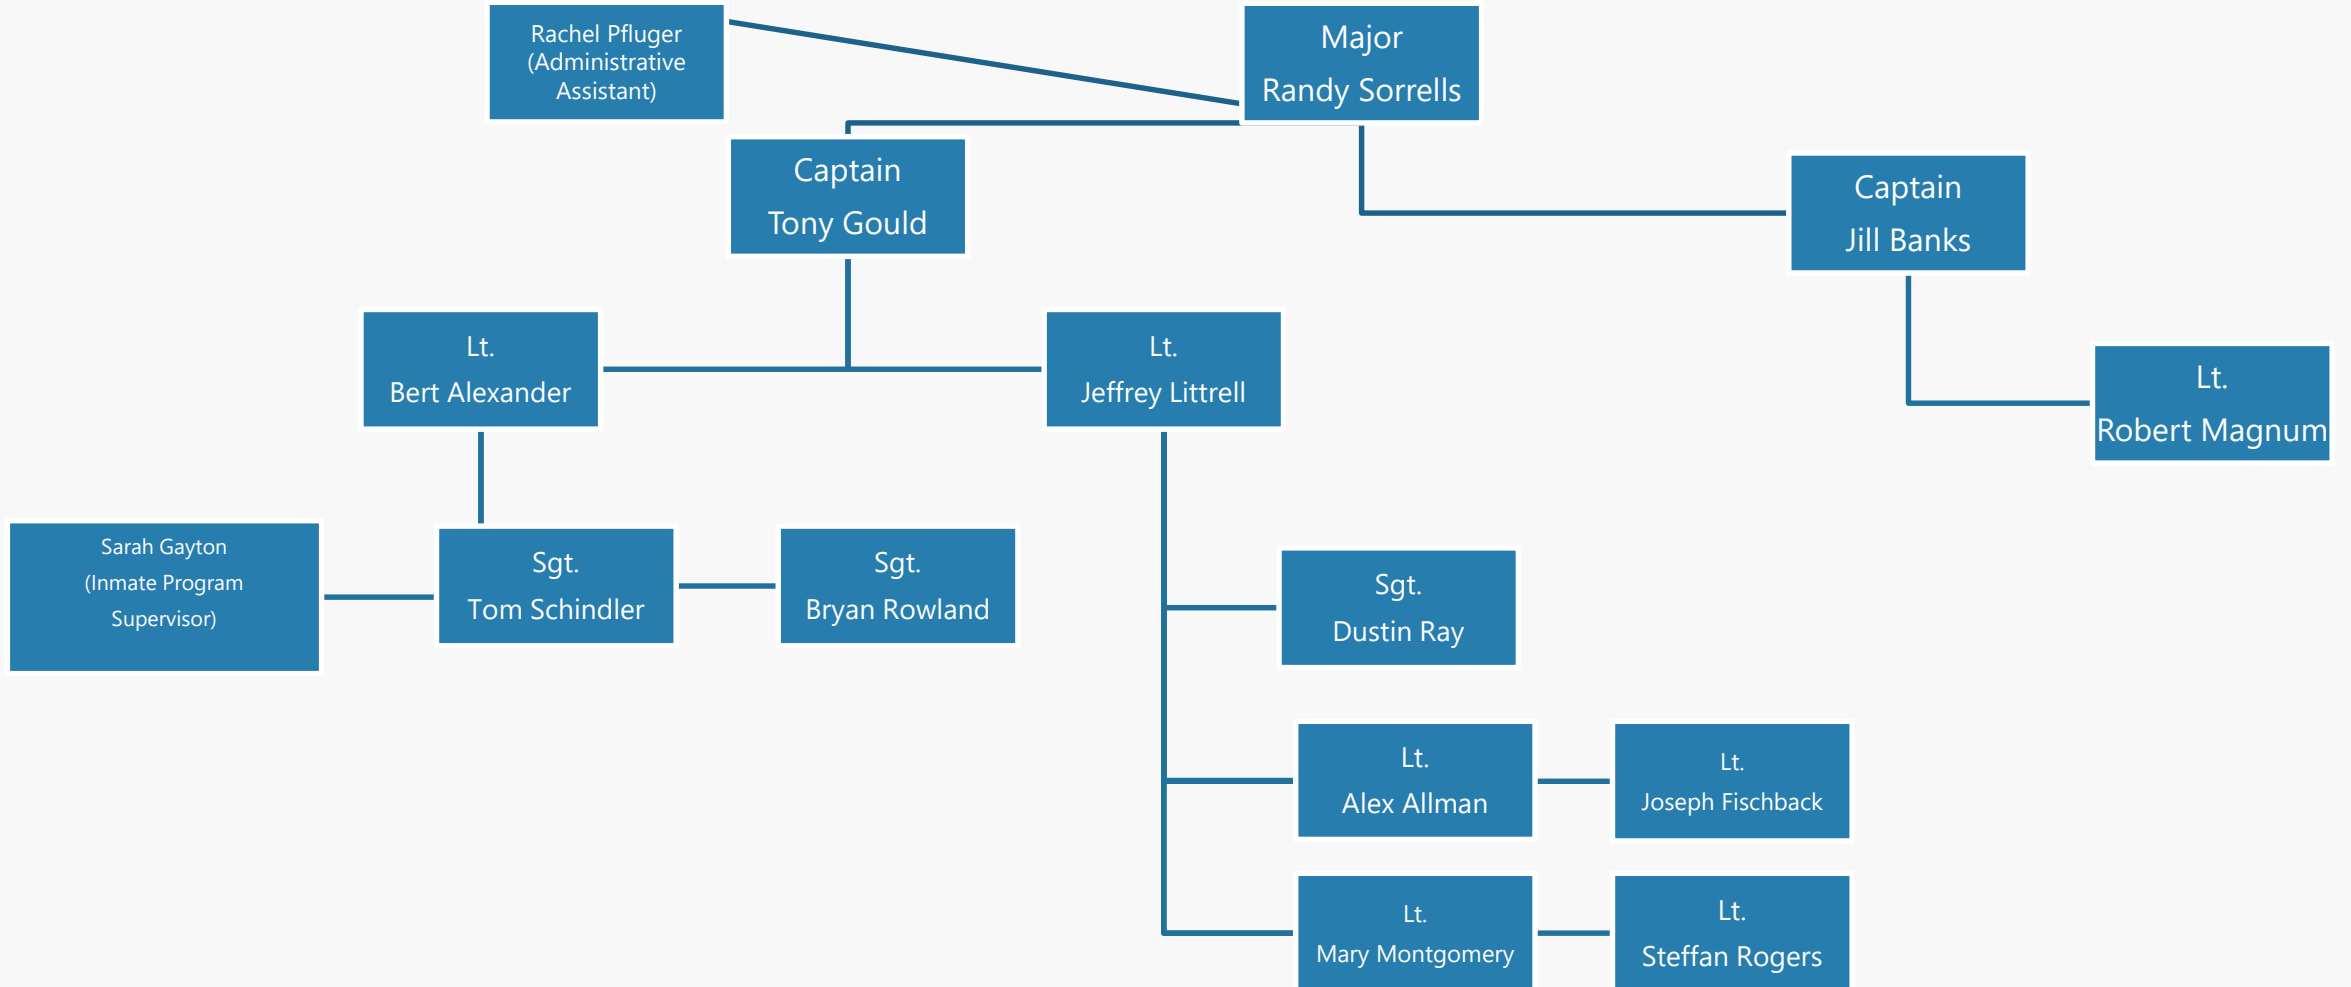 Rachel Pfluger
(Administrative
Assistant)
Major
Randy Sorrells
Captain
Tony Gould
Captain
Jill Banks
Lt.
Bert Alexander
Lt.
Jeffrey Littrell
Lt.
Robert Magnum
Sarah Gayton
(Inmate Program
Supervisor)
Sgt.
Tom Schindler
Sgt.
Bryan Rowland
Sgt.
Dustin Ray
Lt.
Alex Allman
Lt.
Joseph Fischback
Lt.
Mary Montgomery
Lt.
Steffan Rogers